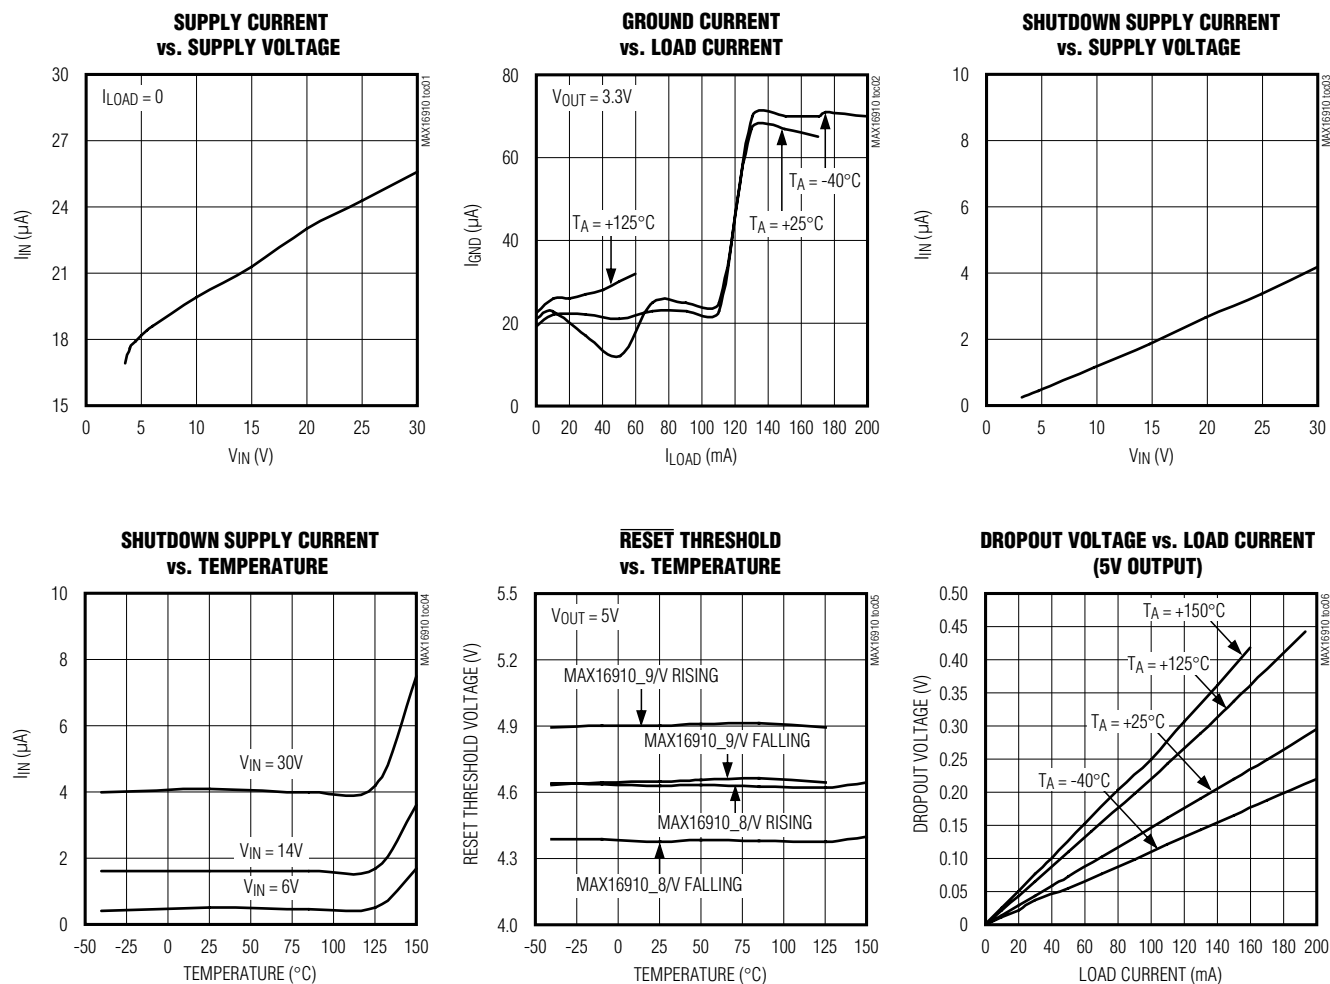 SUPPLY CURRENT
vs. SUPPLY VOLTAGE
30
27
24
21
18
15
IIN (µA)
ILOAD = 0
MAX16910 toc01
0 5 10 15 20 25 30
VIN (V)
GROUND CURRENT
vs. LOAD CURRENT
80
60
40
20
0
IGND (µA)
VOUT = 3.3V
MAX16910 toc02
TA = -40°C
TA = +125°C
TA = +25°C
0 20 40 60 80 100 120 140 160 180 200
ILOAD (mA)
SHUTDOWN SUPPLY CURRENT
vs. SUPPLY VOLTAGE
10
8
6
4
2
0
IIN (µA)
MAX16910 toc03
0 5 10 15 20 25 30
VIN (V)
SHUTDOWN SUPPLY CURRENT
vs. TEMPERATURE
10
8
6
4
2
0
IIN (µA)
MAX16910 toc04
VIN = 30V
VIN = 14V
VIN = 6V
-50 -25 0 25 50 75 100 125 150
TEMPERATURE (°C)
RESET THRESHOLD
vs. TEMPERATURE
5.5
5.2
4.9
4.6
4.3
4.0
RESET THRESHOLD VOLTAGE (V)
VOUT = 5V
MAX16910 toc05
MAX16910_9/V RISING
MAX16910_9/V FALLING
MAX16910_8/V RISING
MAX16910_8/V FALLING
-50 -25 0 25 50 75 100 125 150
TEMPERATURE (°C)
DROPOUT VOLTAGE vs. LOAD CURRENT
(5V OUTPUT)
0.50
0.45
0.40
0.35
0.30
0.25
0.20
0.15
0.10
0.05
0
DROPOUT VOLTAGE (V)
MAX16910 toc06
TA = +150°C
TA = +125°C
TA = +25°C
TA = -40°C
0 20 40 60 80 100 120 140 160 180 200
LOAD CURRENT (mA)